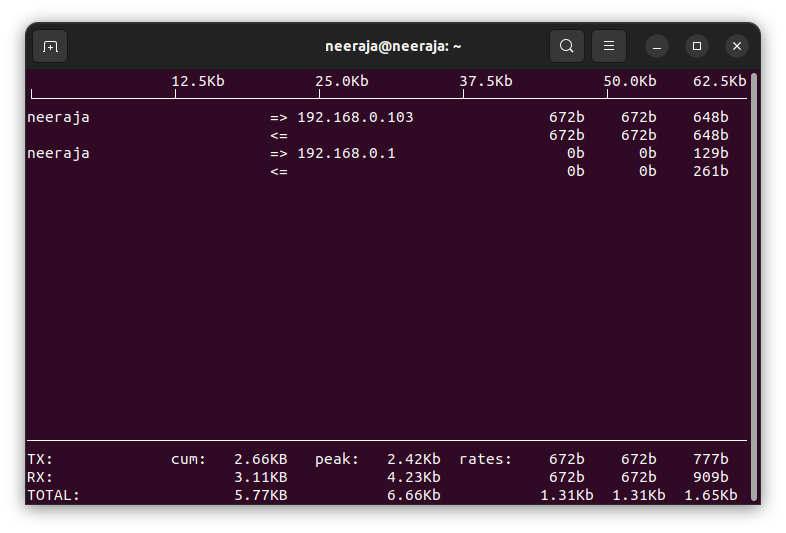 neeraja@neeraja: ~
12.5Kb 25.0Kb 37.5Kb 50.0Kb 62.5Kb
neeraja => 192.168.0.103 672b 672b 648b
<= 672b 672b 648b
neeraja => 192.168.0.1 0b 0b 129b
<= 0b 0b 261b
TX: cum: 2.66KB peak: 2.42Kb rates: 672b 672b 777b
RX: 3.11KB 4.23Kb 672b 672b 909b
TOTAL: 5.77KB 6.66Kb 1.31Kb 1.31Kb 1.65Kb